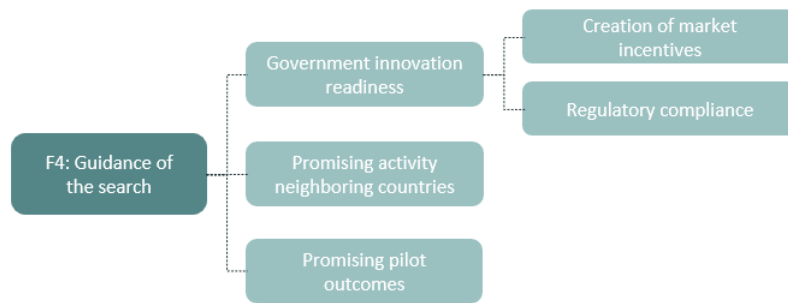 F4: Guidance of
the search
Government innovation
readiness
Creation of market
incentives
Regulatory compliance
Promising activity
neighboring countries
Promising pilot
outcomes